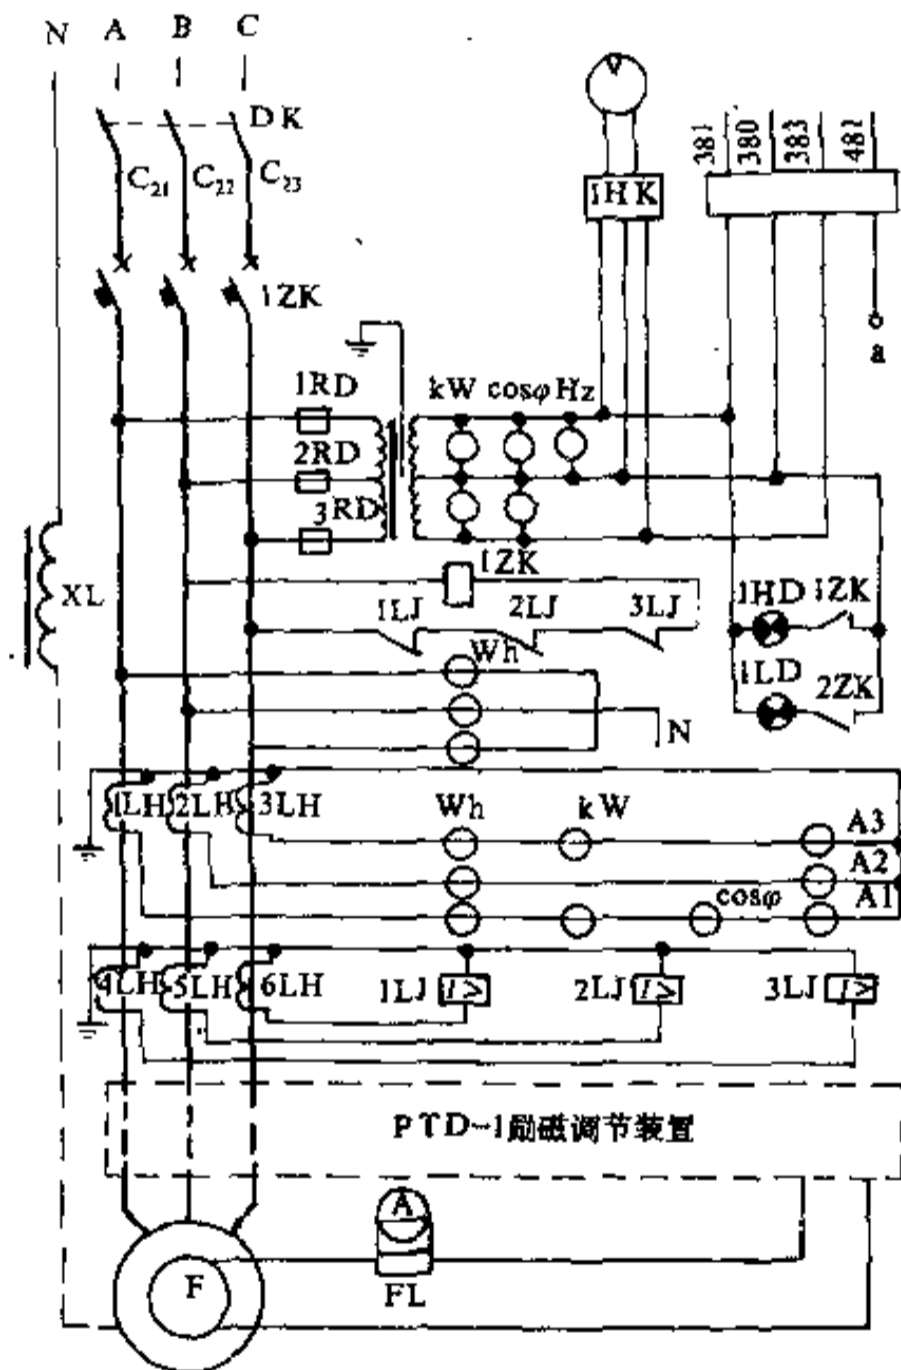 N A B C
DK
C21 C22 C23
1ZK
1HK
381 380 383 481
a
1RD kW cosφ Hz
2RD
3RD
1ZK
XL
1LJ 2LJ 3LJ
1HD 1ZK
Wh
1LD 2ZK
N
1LH 2LH 3LH Wh kW A3
A2
cosφ A1
4LH 5LH 6LH 1LJ I> 2LJ I> 3LJ I>
PTD-1励磁调节装置
A
F
FL